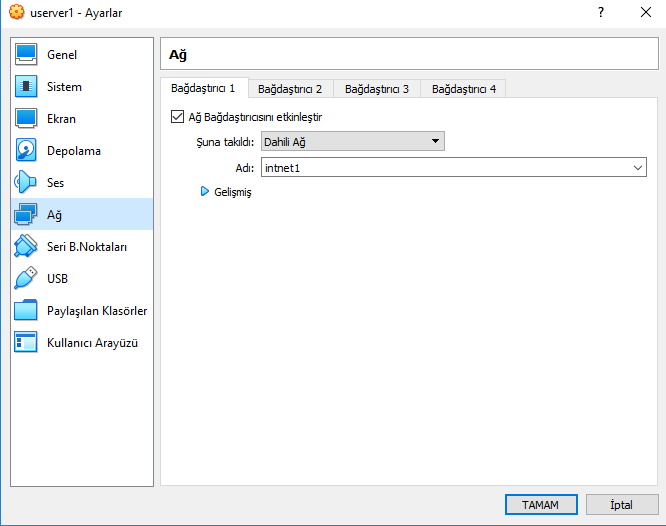 userver1 - Ayarlar
?
Genel
Sistem
Ekran
Depolama
Ses
Ağ
Seri B.Noktaları
USB
Paylaşılan Klasörler
Kullanıcı Arayüzü
Ağ
Bağdaştırıcı 1 Bağdaştırıcı 2 Bağdaştırıcı 3 Bağdaştırıcı 4
Ağ Bağdaştırıcısını etkinleştir
Şuna takıldı: Dahili Ağ
Adı: intnet1
Gelişmiş
TAMAM İptal